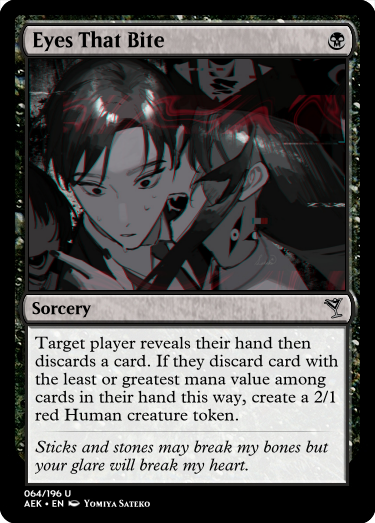 Eyes That Bite
Sorcery
Target player reveals their hand then
discards a card. If they discard card with
the least or greatest mana value among
cards in their hand this way, create a 2/1
red Human creature token.
Sticks and stones may break my bones but
your glare will break my heart.
064/196 U
AEK • EN Yomiya Sateko